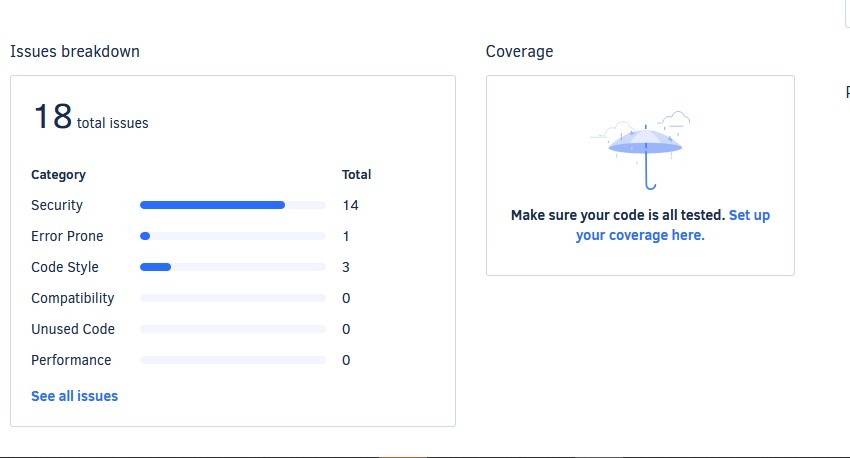 Issues breakdown
18 total issues
Category Total
Security 14
Error Prone 1
Code Style 3
Compatibility 0
Unused Code 0
Performance 0
See all issues
Coverage
Make sure your code is all tested. Set up
your coverage here.